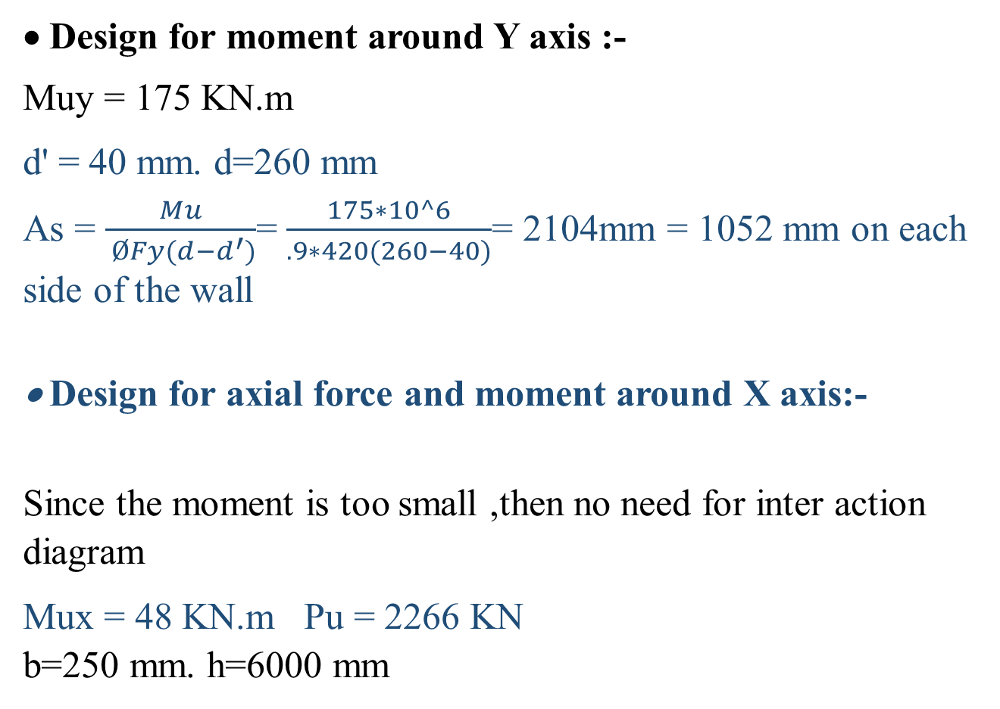 • Design for moment around Y axis :-
Muy = 175 KN.m
d' = 40 mm. d=260 mm
As = Mu / ØFy(d−d′) = 175*10^6 / .9*420(260−40) = 2104mm = 1052 mm on each
side of the wall
• Design for axial force and moment around X axis:-
Since the moment is too small ,then no need for inter action
diagram
Mux = 48 KN.m Pu = 2266 KN
b=250 mm. h=6000 mm